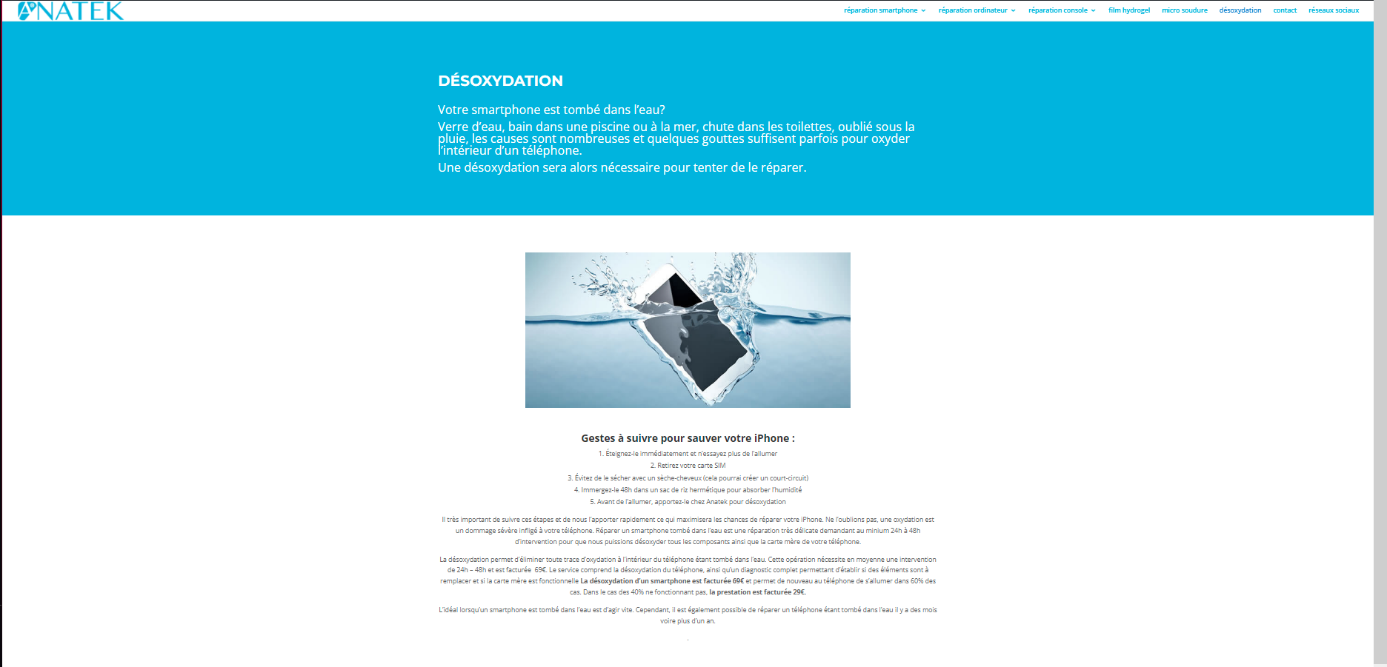 ANATEK
réparation smartphone
réparation ordinateur
réparation console
film hydrogel
micro soudure
désoxydation
contact
réseaux sociaux
DÉSOXYDATION
Votre smartphone est tombé dans l'eau?
Verre d'eau, bain dans une piscine ou à la mer, chute dans les toilettes, oublié sous la
pluie, les causes sont nombreuses et quelques gouttes suffisent parfois pour oxyder
l'intérieur d'un téléphone.
Une désoxydation sera alors nécessaire pour tenter de le réparer.
Gestes à suivre pour sauver votre iPhone :
1. Éteignez-le immédiatement et n'essayez plus de l'allumer
2. Retirez votre carte SIM
3. Évitez de le sécher avec un sèche-cheveux (cela pourrai créer un court-circuit)
4. Immergez-le 48h dans un sac de riz hermétique pour absorber l'humidité
5. Avant de l'allumer, apportez-le chez Anatek pour désoxydation
Il très important de suivre ces étapes et de nous l'apporter rapidement ce qui maximisera les chances de réparer votre iPhone. Ne l'oublions pas, une oxydation est
un dommage sévère infligé à votre téléphone. Réparer un smartphone tombé dans l'eau est une réparation très délicate demandant au minium 24h à 48h
d'intervention pour que nous puissions désoxyder tous les composants ainsi que la carte mère de votre téléphone.
La désoxydation permet d'éliminer toute trace d'oxydation à l'intérieur du téléphone étant tombé dans l'eau. Cette opération nécessite en moyenne une intervention
de 24h – 48h et est facturée 69€. Le service comprend la désoxydation du téléphone, ainsi qu'un diagnostic complet permettant d'établir si des éléments sont à
remplacer et si la carte mère est fonctionnelle La désoxydation d'un smartphone est facturée 69€ et permet de nouveau au téléphone de s'allumer dans 60% des
cas. Dans le cas des 40% ne fonctionnant pas, la prestation est facturée 29€.
L'idéal lorsqu'un smartphone est tombé dans l'eau est d'agir vite. Cependant, il est également possible de réparer un téléphone étant tombé dans l'eau il y a des mois
voire plus d'un an.